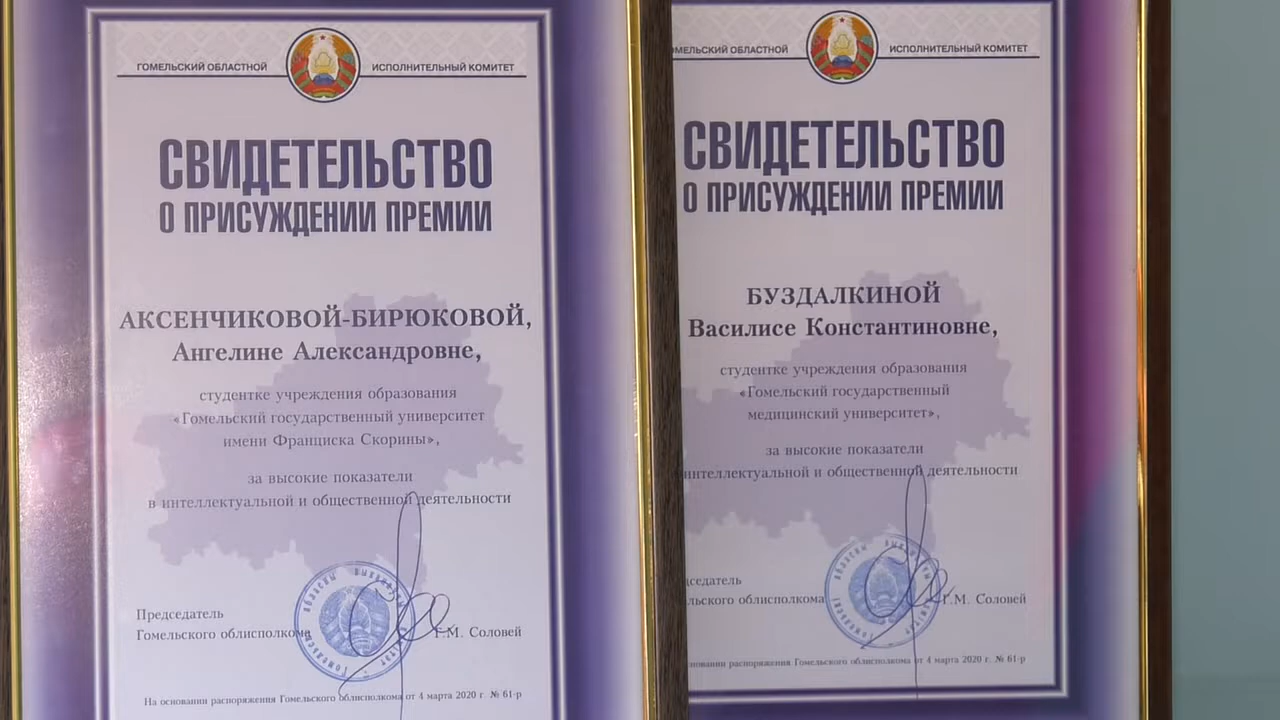 ГОМЕЛЬСКИЙ ОБЛАСТНОЙ ИСПОЛНИТЕЛЬНЫЙ КОМИТЕТ
СВИДЕТЕЛЬСТВО
О ПРИСУЖДЕНИИ ПРЕМИИ
АКСЕНЧИКОВОЙ-БИРЮКОВОЙ,
Ангелине Александровне,
студентке учреждения образования
«Гомельский государственный университет
имени Франциска Скорины»,
за высокие показатели
в интеллектуальной и общественной деятельности
Председатель
Гомельского облисполкома Г.М. Соловей
На основании распоряжения Гомельского облисполкома от 4 марта 2020 г. № 61-р
ОМЕЛЬСКИЙ ОБЛАСТНОЙ ИСПОЛНИТЕЛЬНЫЙ КОМИТЕТ
СВИДЕТЕЛЬСТВО
О ПРИСУЖДЕНИИ ПРЕМИИ
БУЗДАЛКИНОЙ
Василисе Константиновне,
студентке учреждения образования
«Гомельский государственный
медицинский университет»,
за высокие показатели
интеллектуальной и общественной деятельности
дседатель
льского облисполкома Г.М. Соловей
основании распоряжения Гомельского облисполкома от 4 марта 2020 г. № 61-р